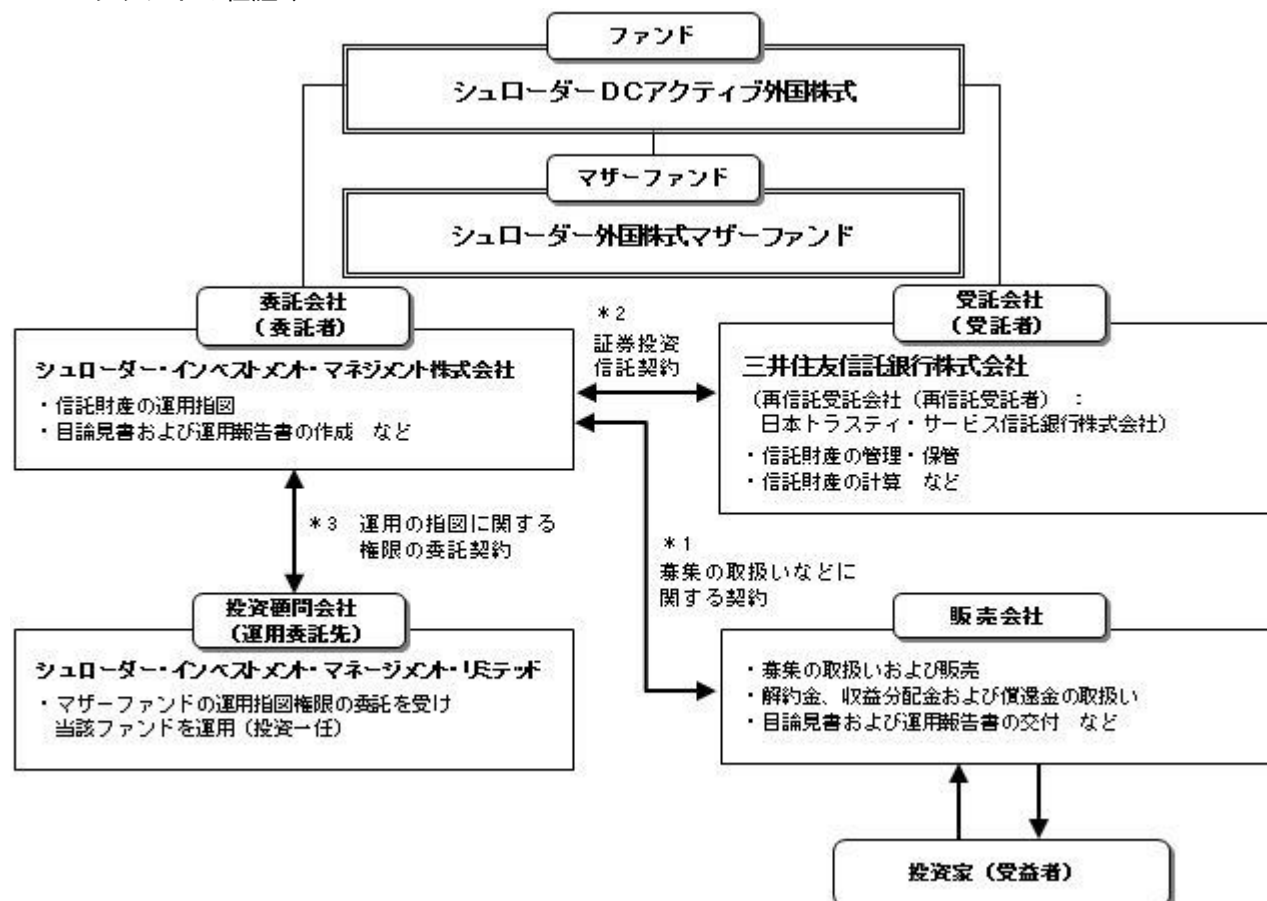 ファンド
シュローダーDCアクティブ外国株式
マザーファンド
シュローダー外国株式マザーファンド
委託会社
(委託者)
シュローダー・インベストメント・マネジメント株式会社
・信託財産の運用指図
・目論見書および運用報告書の作成 など
*2
証券投資
信託契約
受託会社
(受託者)
三井住友信託銀行株式会社
(再信託受託会社(再信託受託者) :
日本トラスティ・サービス信託銀行株式会社)
・信託財産の管理・保管
・信託財産の計算 など
*3 運用の指図に関する
権限の委託契約
*1
募集の取扱いなどに
関する契約
投資顧問会社
(運用委託先)
シュローダー・インベストメント・マネージメント・リミテッド
・マザーファンドの運用指図権限の委託を受け
当該ファンドを運用(投資一任)
販売会社
・募集の取扱いおよび販売
・解約金、収益分配金および償還金の取扱い
・目論見書および運用報告書の交付 など
投資家(受益者)